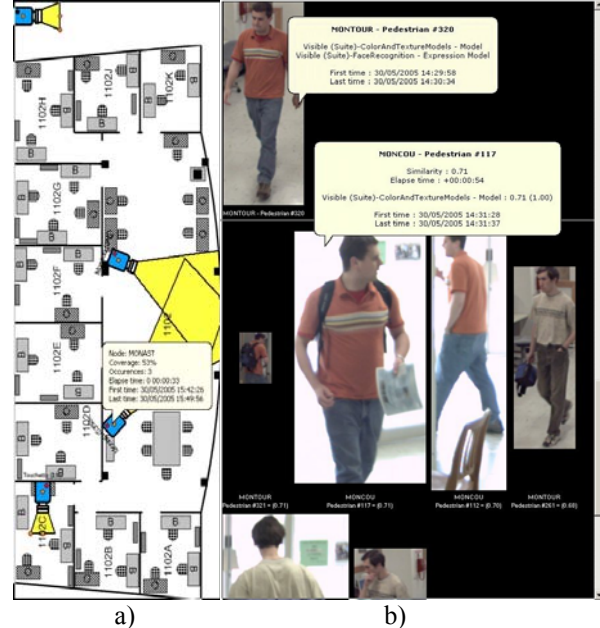 1102H
1102J
1102K
1102G
1102F
1102
1102E
1102D
1102C
1102B
1102A
B
B
B
B
B
B
B
B
B
B
B
Node: MONAST
Coverage: 53%
Occurences: 3
Elapse time: 0 00:00:33
First time: 30/05/2005 15:42:26
Last time: 30/05/2005 15:49:56
a)
MONTOUR - Pedestrian #320
Visible (Suite)-ColorAndTextureModels - Model
Visible (Suite)-FaceRecognition - Expression Model
First time : 30/05/2005 14:29:58
Last time : 30/05/2005 14:30:34
MONTOUR - Pedestrian #320
MONCOU - Pedestrian #117
Similarity : 0.71
Elapse time : +00:00:54
Visible (Suite)-ColorAndTextureModels - Model : 0.71 (1.00)
First time : 30/05/2005 14:31:28
Last time : 30/05/2005 14:31:37
MONTOUR
Pedestrian #321 = (0.71)
MONCOU
Pedestrian #117 = (0.71)
MONCOU
Pedestrian #112 = (0.70)
MONTOUR
Pedestrian #261 = (0.68)
b)